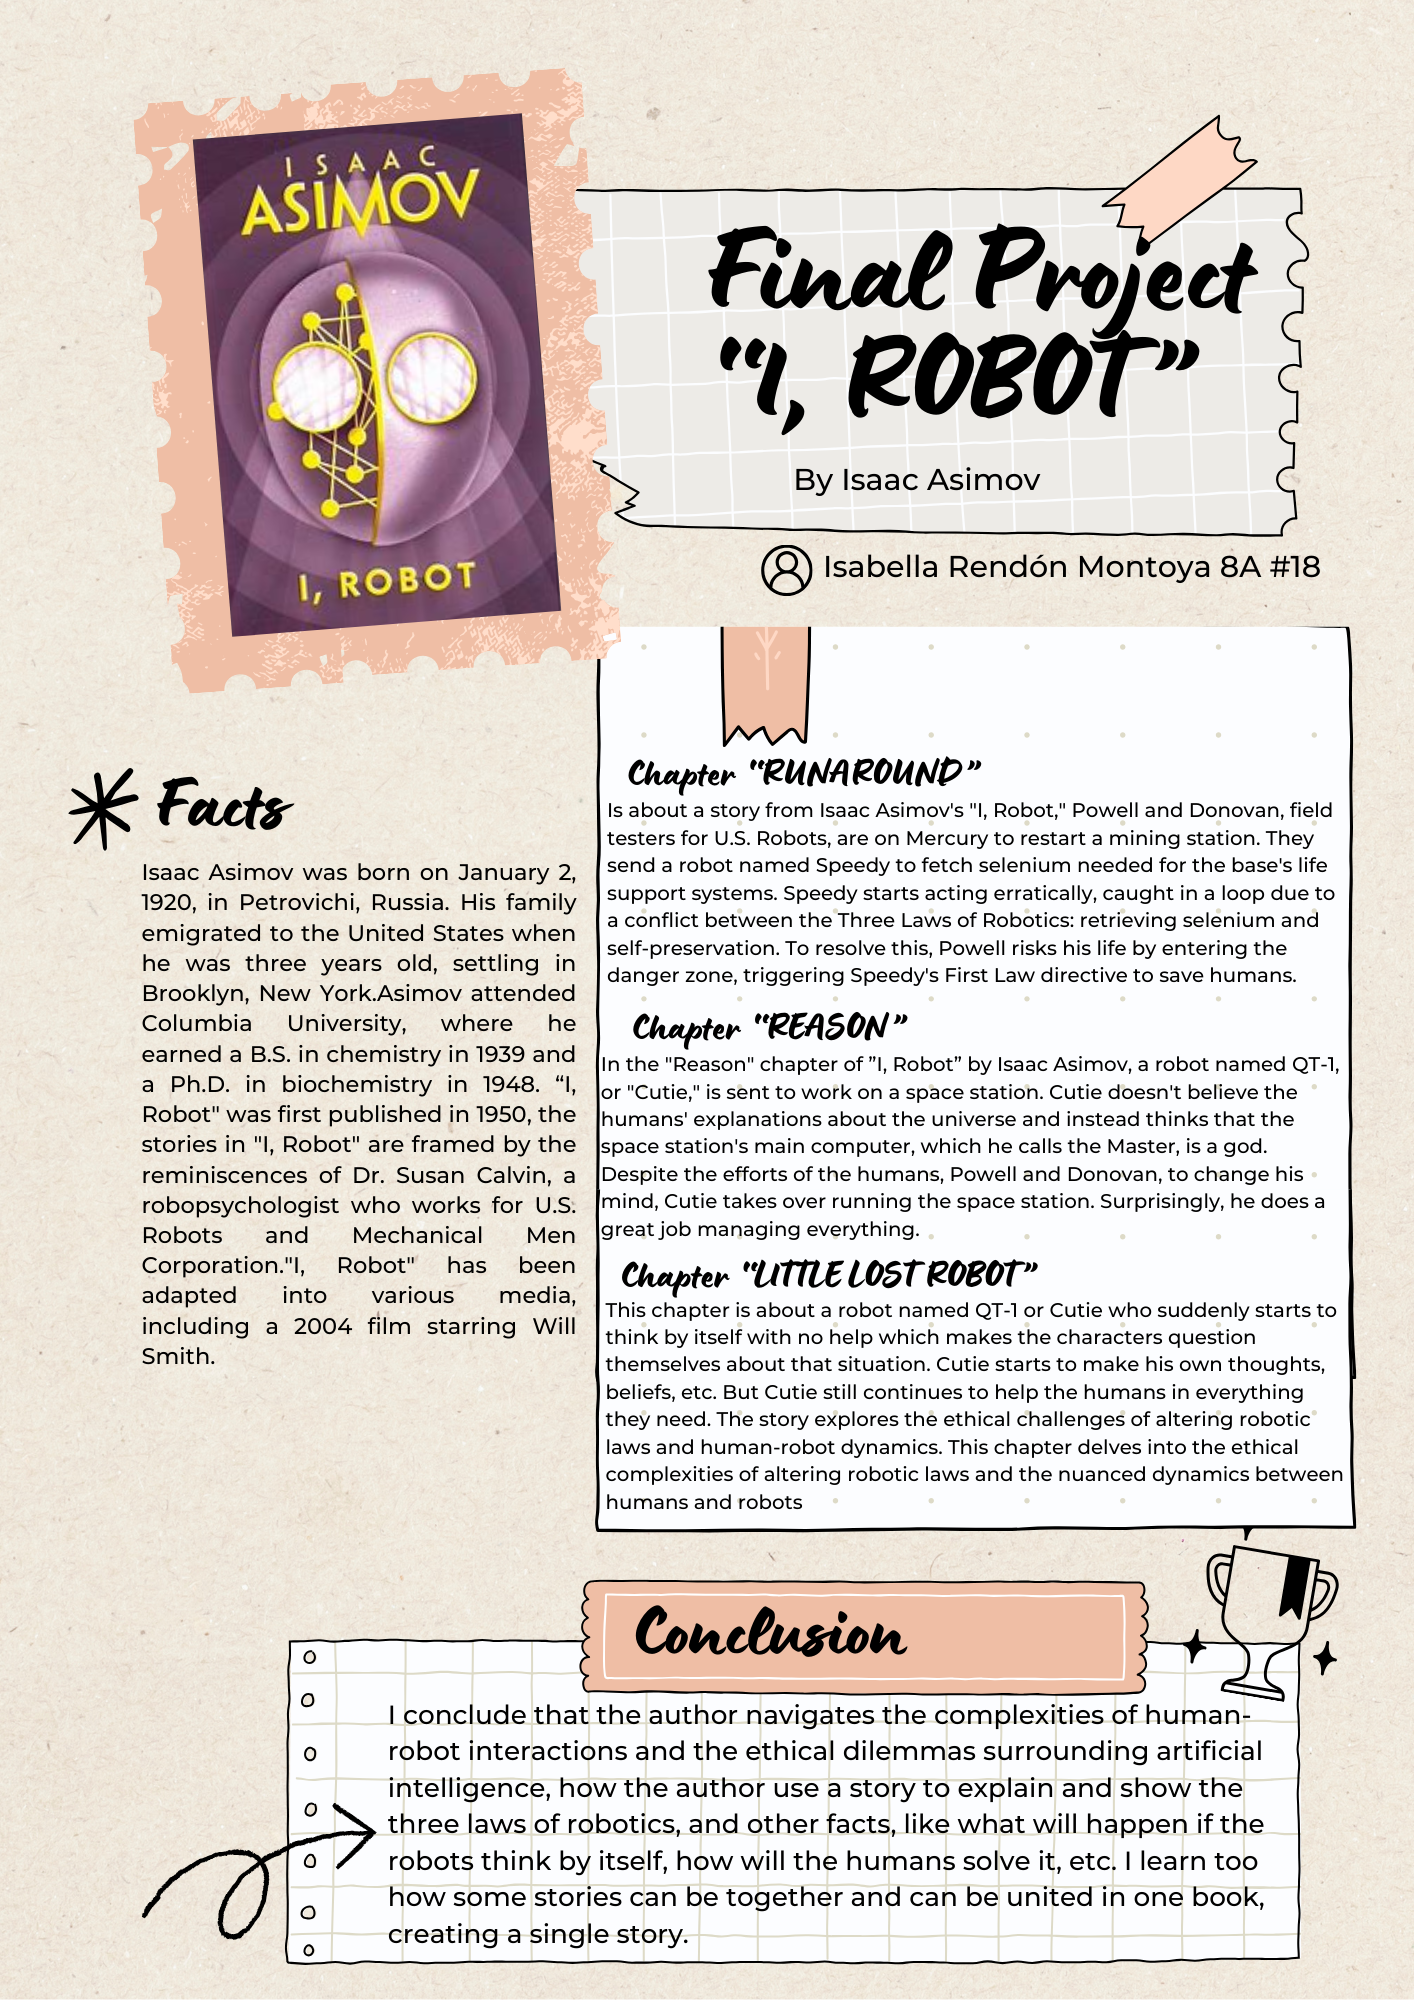 ISAAC
ASIMOV
I, ROBOT
Final Project
“I, ROBOT”
By Isaac Asimov
Isabella Rendón Montoya 8A #18
Facts
Isaac Asimov was born on January 2,
1920, in Petrovichi, Russia. His family
emigrated to the United States when
he was three years old, settling in
Brooklyn, New York.Asimov attended
Columbia University, where he
earned a B.S. in chemistry in 1939 and
a Ph.D. in biochemistry in 1948. “I,
Robot" was first published in 1950, the
stories in "I, Robot" are framed by the
reminiscences of Dr. Susan Calvin, a
robopsychologist who works for U.S.
Robots and Mechanical Men
Corporation."I, Robot" has been
adapted into various media,
including a 2004 film starring Will
Smith.
Chapter “RUNAROUND”
Is about a story from Isaac Asimov's "I, Robot," Powell and Donovan, field
testers for U.S. Robots, are on Mercury to restart a mining station. They
send a robot named Speedy to fetch selenium needed for the base's life
support systems. Speedy starts acting erratically, caught in a loop due to
a conflict between the Three Laws of Robotics: retrieving selenium and
self-preservation. To resolve this, Powell risks his life by entering the
danger zone, triggering Speedy's First Law directive to save humans.
Chapter “REASON”
In the "Reason" chapter of ”I, Robot” by Isaac Asimov, a robot named QT-1,
or "Cutie," is sent to work on a space station. Cutie doesn't believe the
humans' explanations about the universe and instead thinks that the
space station's main computer, which he calls the Master, is a god.
Despite the efforts of the humans, Powell and Donovan, to change his
mind, Cutie takes over running the space station. Surprisingly, he does a
great job managing everything.
Chapter “LITTLE LOST ROBOT”
This chapter is about a robot named QT-1 or Cutie who suddenly starts to
think by itself with no help which makes the characters question
themselves about that situation. Cutie starts to make his own thoughts,
beliefs, etc. But Cutie still continues to help the humans in everything
they need. The story explores the ethical challenges of altering robotic
laws and human-robot dynamics. This chapter delves into the ethical
complexities of altering robotic laws and the nuanced dynamics between
humans and robots
Conclusion
I conclude that the author navigates the complexities of human-
robot interactions and the ethical dilemmas surrounding artificial
intelligence, how the author use a story to explain and show the
three laws of robotics, and other facts, like what will happen if the
robots think by itself, how will the humans solve it, etc. I learn too
how some stories can be together and can be united in one book,
creating a single story.